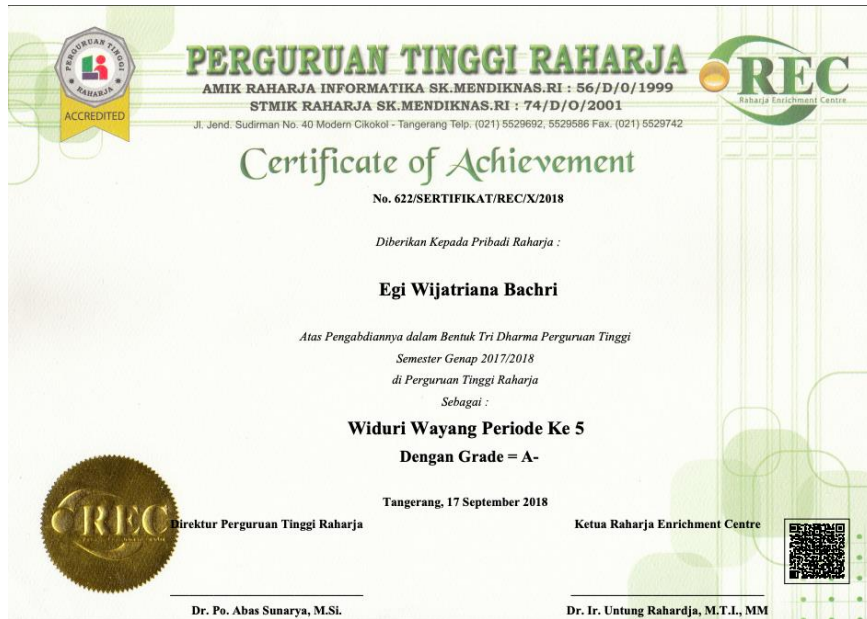 PERGURUAN TINGGI
RAHARJA
ACCREDITED
PERGURUAN TINGGI RAHARJA
AMIK RAHARJA INFORMATIKA SK.MENDIKNAS.RI : 56/D/0/1999
STMIK RAHARJA SK.MENDIKNAS.RI : 74/D/O/2001
Jl. Jend. Sudirman No. 40 Modern Cikokol - Tangerang Telp. (021) 5529692, 5529586 Fax. (021) 5529742
REC
Raharja Enrichment Centre
Certificate of Achievement
No. 622/SERTIFIKAT/REC/X/2018
Diberikan Kepada Pribadi Raharja :
Egi Wijatriana Bachri
Atas Pengabdiannya dalam Bentuk Tri Dharma Perguruan Tinggi
Semester Genap 2017/2018
di Perguruan Tinggi Raharja
Sebagai :
Widuri Wayang Periode Ke 5
Dengan Grade = A-
Tangerang, 17 September 2018
REC
Direktur Perguruan Tinggi Raharja
Ketua Raharja Enrichment Centre
Dr. Po. Abas Sunarya, M.Si.
Dr. Ir. Untung Rahardja, M.T.I., MM